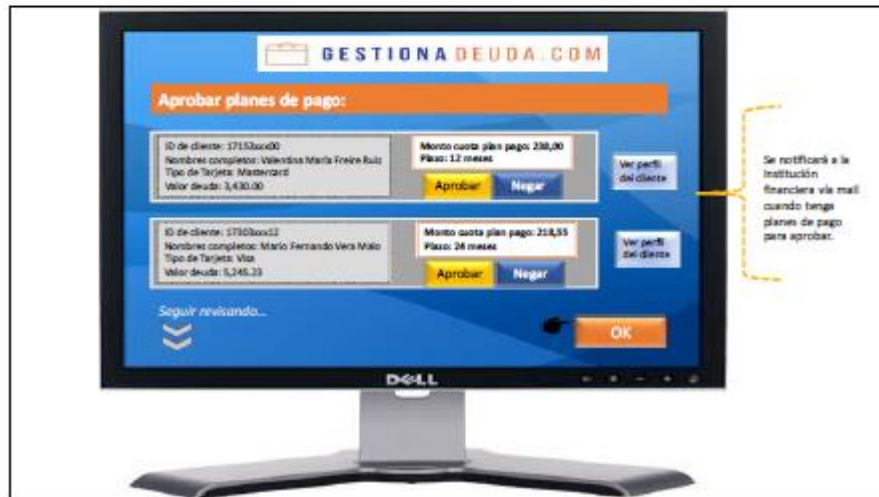 GESTIONADEUDA.COM
Aprobar planes de pago:
ID de cliente: 17153xxx00
Nombres completos: Valentina María Freire Ruiz
Tipo de Tarjeta: Mastercard
Valor deuda: 3,430.00
Monto cuota plan pago: 238,00
Plazo: 12 meses
Aprobar
Negar
Ver perfil
del cliente
ID de cliente: 17303xxx12
Nombres completos: Mario Fernando Vera Malo
Tipo de Tarjeta: Visa
Valor deuda: 5,245.23
Monto cuota plan pago: 218,55
Plazo: 24 meses
Aprobar
Negar
Ver perfil
del cliente
Seguir revisando...
OK
DELL
Se notificará a la
Institución
financiera vía mail
cuando tenga
planes de pago
para aprobar.